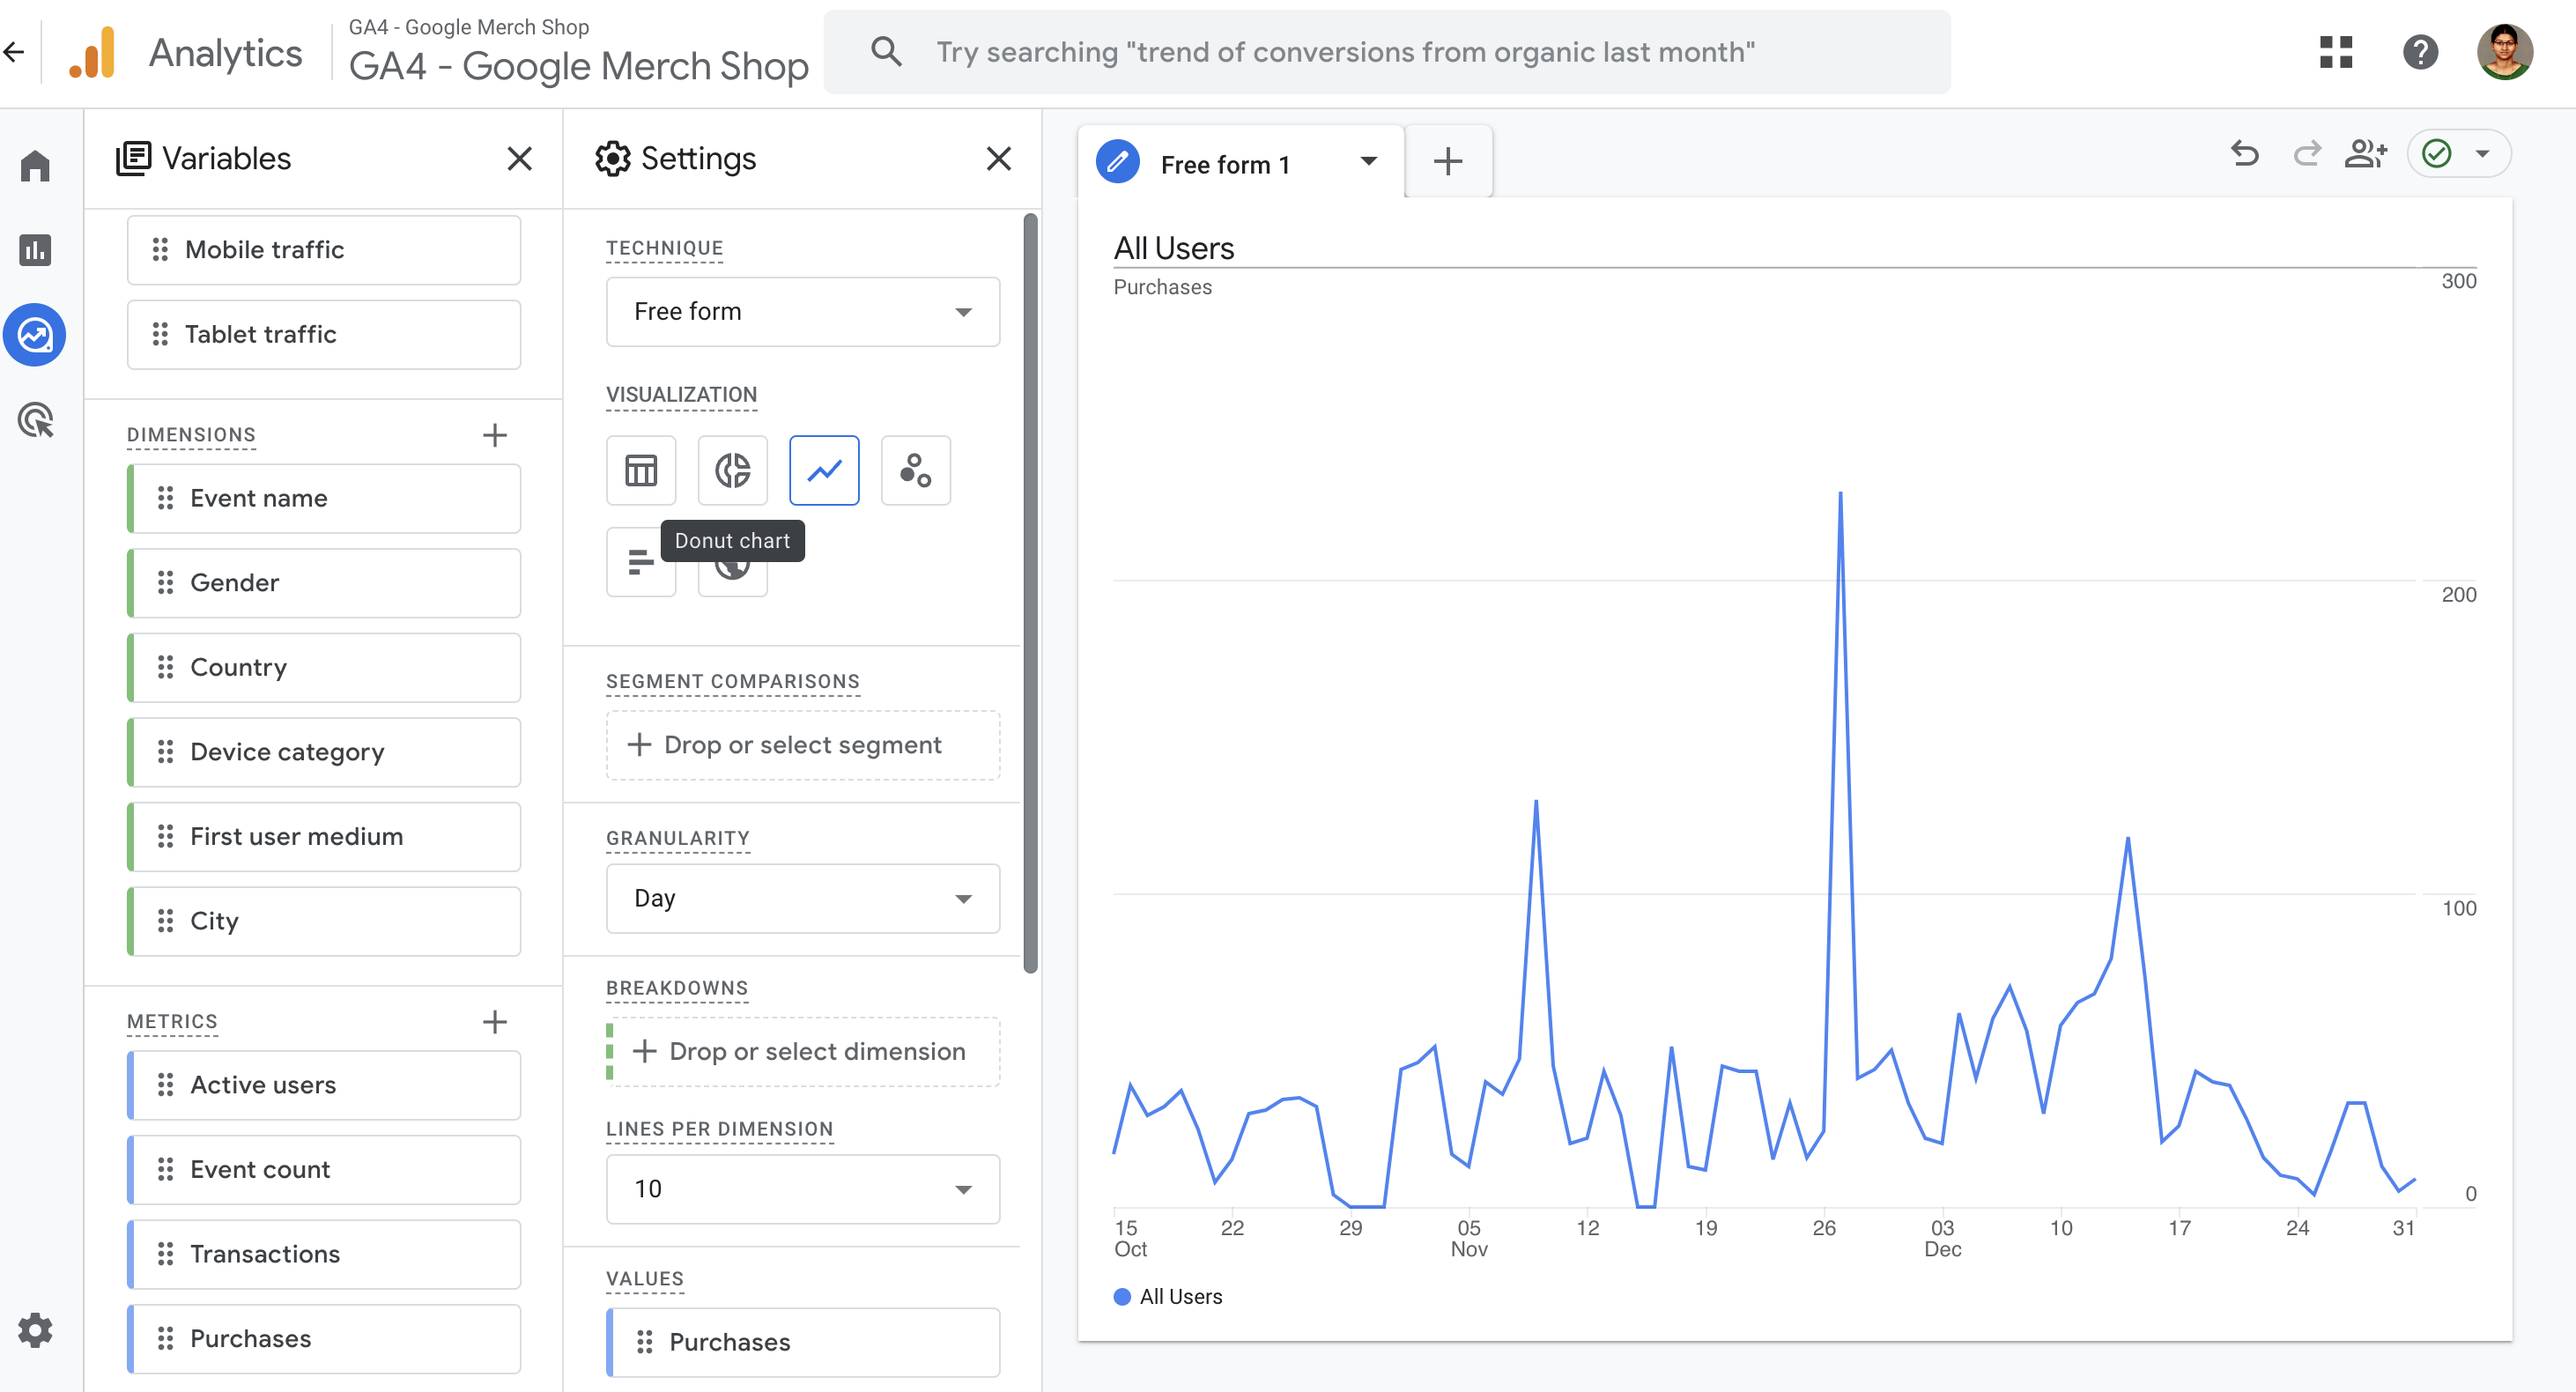 Analytics
GA4 - Google Merch Shop
GA4 - Google Merch Shop
Try searching "trend of conversions from organic last month"
Variables
Mobile traffic
Tablet traffic
DIMENSIONS
Event name
Gender
Country
Device category
First user medium
City
METRICS
Active users
Event count
Transactions
Purchases
Settings
TECHNIQUE
Free form
VISUALIZATION
Donut chart
SEGMENT COMPARISONS
Drop or select segment
GRANULARITY
Day
BREAKDOWNS
Drop or select dimension
LINES PER DIMENSION
10
VALUES
Purchases
Free form 1
All Users
Purchases
300
200
100
0
15 22 29 05 12 19 26 03 10 17 24 31
Oct Nov Dec
All Users